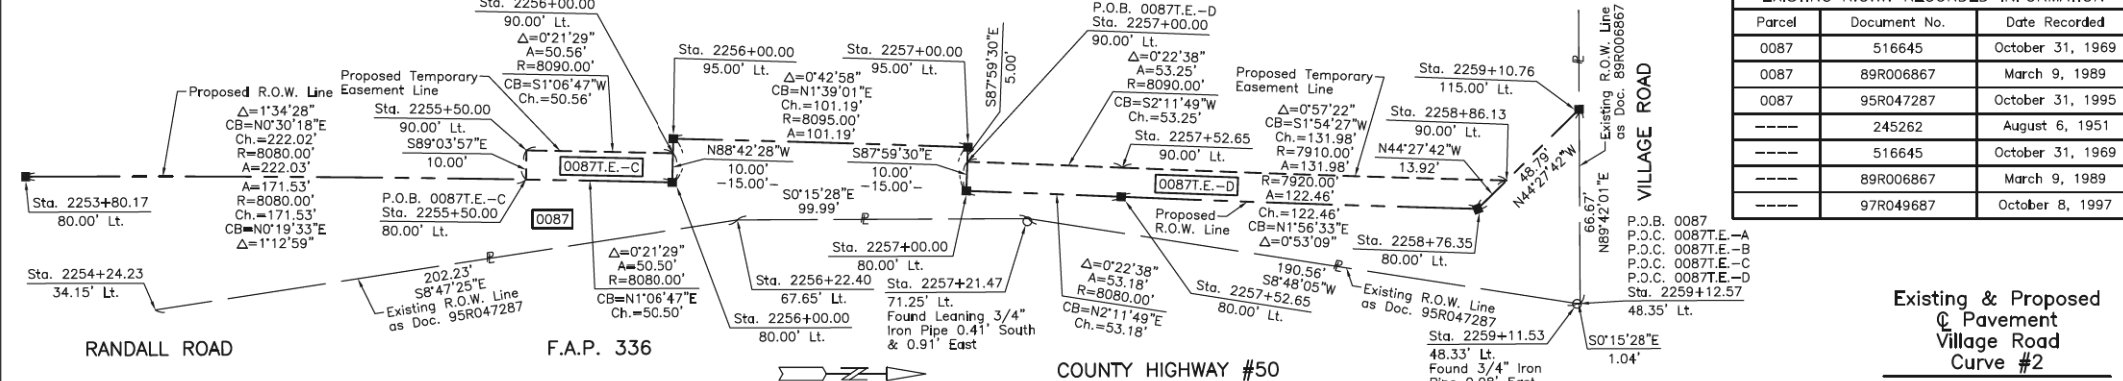 Sta. 2256+00.00
90.00' Lt.
Δ=0°21'29"
A=50.56'
R=8090.00'
CB=S1°06'47"W
Ch.=50.56'
Proposed R.O.W. Line
Δ=1°34'28"
CB=N0°30'18"E
Ch.=222.02'
R=8080.00'
A=222.03'
A=171.53'
R=8080.00'
Ch.=171.53'
CB=N0°19'33"E
Δ=1°12'59"
Proposed Temporary
Easement Line
Sta. 2255+50.00
90.00' Lt.
S89°03'57"E
10.00'
P.O.B. 0087T.E.-C
Sta. 2255+50.00
80.00' Lt.
Sta. 2253+80.17
80.00' Lt.
Sta. 2254+24.23
34.15' Lt.
202.23'
S8°47'25"E
Existing R.O.W. Line
as Doc. 95R047287
0087T.E.-C
0087
Δ=0°21'29"
A=50.50'
R=8080.00'
CB=N1°06'47"E
Ch.=50.50'
Sta. 2256+00.00
95.00' Lt.
N88°42'28"W
10.00'
-15.00'-
Sta. 2257+00.00
95.00' Lt.
Δ=0°42'58"
CB=N1°39'01"E
Ch.=101.19'
R=8095.00'
A=101.19'
S87°59'30"E
10.00'
-15.00'-
S0°15'28"E
99.99'
Sta. 2257+00.00
80.00' Lt.
Sta. 2256+22.40
67.65' Lt.
Sta. 2256+00.00
80.00' Lt.
Sta. 2257+21.47
71.25' Lt.
Found Leaning 3/4"
Iron Pipe 0.41' South
& 0.91' East
S87°59'30"E
5.00'
P.O.B. 0087T.E.-D
Sta. 2257+00.00
90.00' Lt.
Δ=0°22'38"
A=53.25'
R=8090.00'
CB=S2°11'49"W
Ch.=53.25'
Sta. 2257+52.65
90.00' Lt.
0087T.E.-D
Proposed
R.O.W. Line
Δ=0°22'38"
A=53.18'
R=8080.00'
CB=N2°11'49"E
Ch.=53.18'
Sta. 2257+52.65
80.00' Lt.
Proposed Temporary
Easement Line
Δ=0°57'22"
CB=S1°54'27"W
Ch.=131.98'
R=7910.00'
A=131.98'
R=7920.00'
A=122.46'
Ch.=122.46'
CB=N1°56'33"E
Δ=0°53'09"
190.56'
S8°48'05"W
Existing R.O.W. Line
as Doc. 95R047287
Sta. 2259+10.76
115.00' Lt.
Sta. 2258+86.13
90.00' Lt.
N44°27'42"W
13.92'
48.79'
N44°27'42"W
Sta. 2258+76.35
80.00' Lt.
Existing R.O.W. Line
as Doc. 89R006867
VILLAGE ROAD
66.67'
N89°42'01"E
P.O.B. 0087
P.O.C. 0087T.E.-A
P.O.C. 0087T.E.-B
P.O.C. 0087T.E.-C
P.O.C. 0087T.E.-D
Sta. 2259+12.57
48.35' Lt.
S0°15'28"E
1.04'
Sta. 2259+11.53
48.33' Lt.
Found 3/4" Iron
Pipe 0.08' East
RANDALL ROAD
F.A.P. 336
COUNTY HIGHWAY #50
EXISTING R.O.W. RECORDED INFORMATION
Parcel Document No. Date Recorded
0087 516645 October 31, 1969
0087 89R006867 March 9, 1989
0087 95R047287 October 31, 1995
---- 245262 August 6, 1951
---- 516645 October 31, 1969
---- 89R006867 March 9, 1989
---- 97R049687 October 8, 1997
Existing & Proposed
℄ Pavement
Village Road
Curve #2